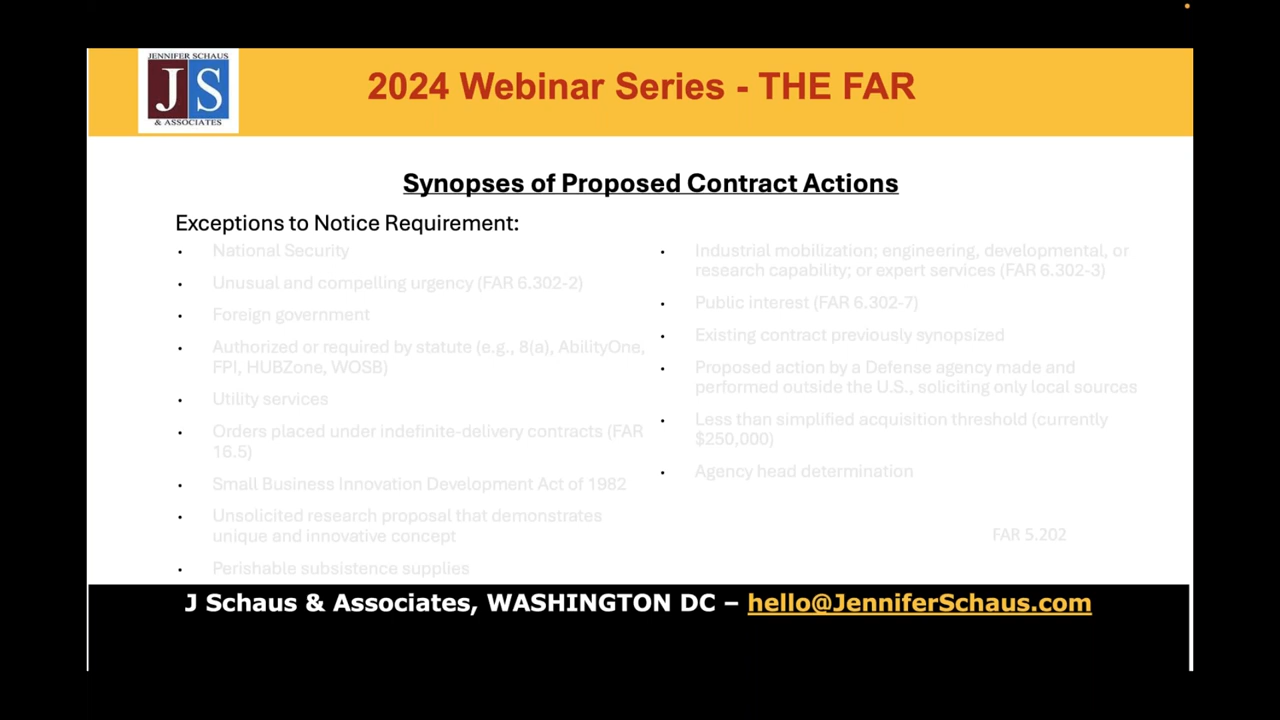 JENNIFER SCHAUS
JS
& ASSOCIATES
2024 Webinar Series - THE FAR
Synopses of Proposed Contract Actions
Exceptions to Notice Requirement:
• National Security
• Unusual and compelling urgency (FAR 6.302-2)
• Foreign government
• Authorized or required by statute (e.g., 8(a), AbilityOne,
FPI, HUBZone, WOSB)
• Utility services
• Orders placed under indefinite-delivery contracts (FAR
16.5)
• Small Business Innovation Development Act of 1982
• Unsolicited research proposal that demonstrates
unique and innovative concept
• Perishable subsistence supplies
• Industrial mobilization; engineering, developmental, or
research capability; or expert services (FAR 6.302-3)
• Public interest (FAR 6.302-7)
• Existing contract previously synopsized
• Proposed action by a Defense agency made and
performed outside the U.S., soliciting only local sources
• Less than simplified acquisition threshold (currently
$250,000)
• Agency head determination
FAR 5.202
J Schaus & Associates, WASHINGTON DC – hello@JenniferSchaus.com